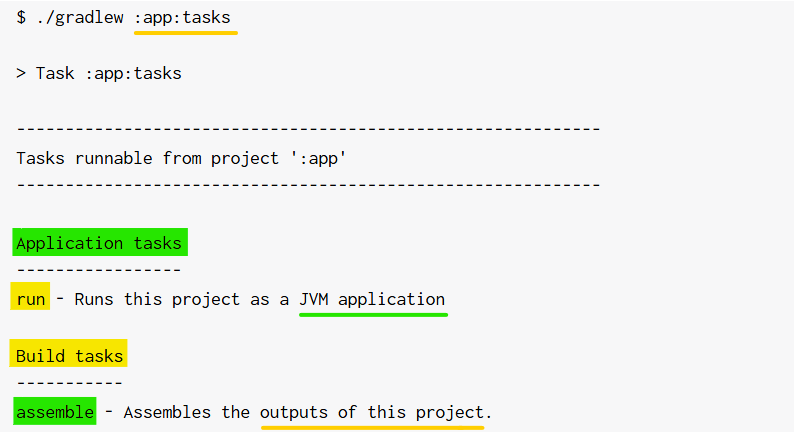 $ ./gradlew :app:tasks
> Task :app:tasks
------------------------------------------------------------
Tasks runnable from project ':app'
------------------------------------------------------------
Application tasks
-----------------
run - Runs this project as a JVM application
Build tasks
-----------
assemble - Assembles the outputs of this project.